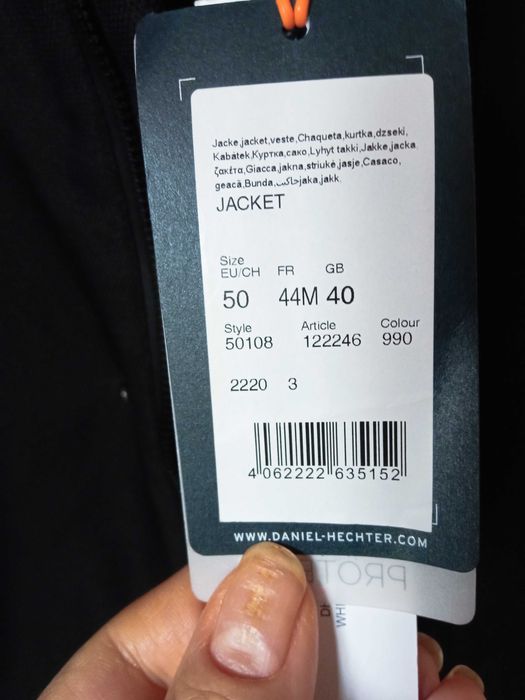 Jacke,jacket,veste,Chaqueta,kurtka,dzseki,
Kabatek,Куртка,сако,Lyhyt takki,Jakke,jacka
ζακέτα,Giacca,jakna,striukė,jasje,Casaco,
geacă,Bunda,جاكيت,jaka,jakk.
JACKET
Size
EU/CH FR GB
50 44M 40
Style Article Colour
50108 122246 990
2220 3
4 062222 635152
WWW.DANIEL-HECHTER.COM